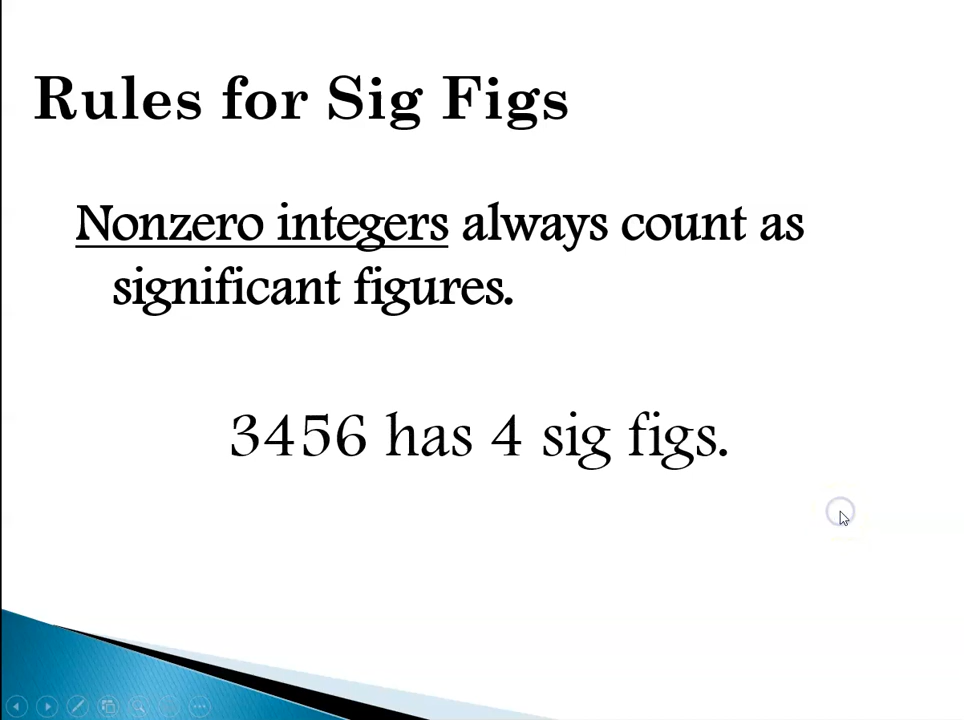 Rules for Sig Figs
Nonzero integers always count as
significant figures.
3456 has 4 sig figs.